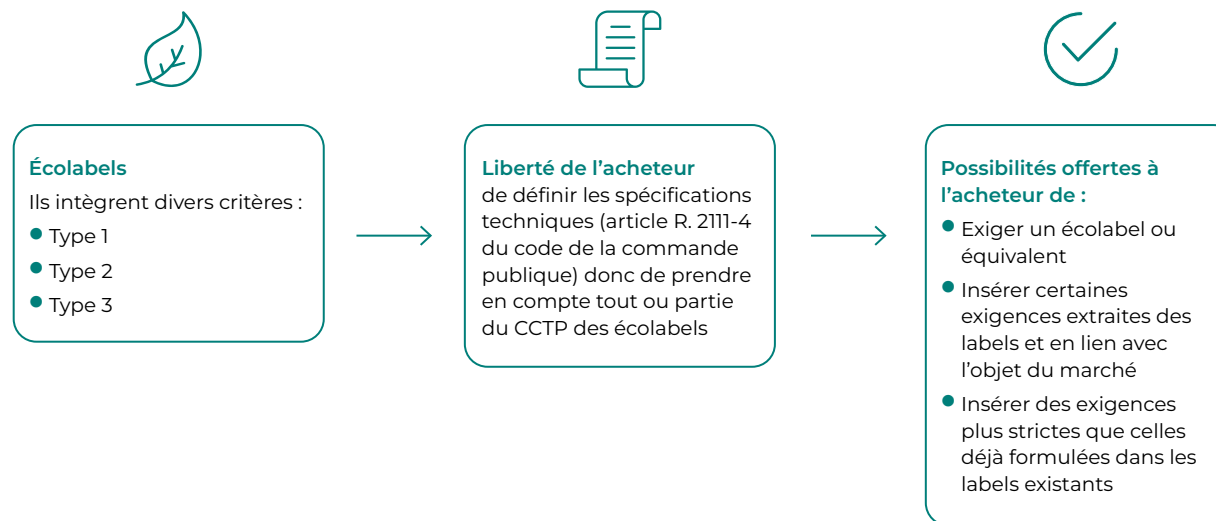 Écolabels
Ils intègrent divers critères :
● Type 1
● Type 2
● Type 3
Liberté de l’acheteur
de définir les spécifications
techniques (article R. 2111-4
du code de la commande
publique) donc de prendre
en compte tout ou partie
du CCTP des écolabels
Possibilités offertes à
l’acheteur de :
● Exiger un écolabel ou
équivalent
● Insérer certaines
exigences extraites des
labels et en lien avec
l’objet du marché
● Insérer des exigences
plus strictes que celles
déjà formulées dans les
labels existants